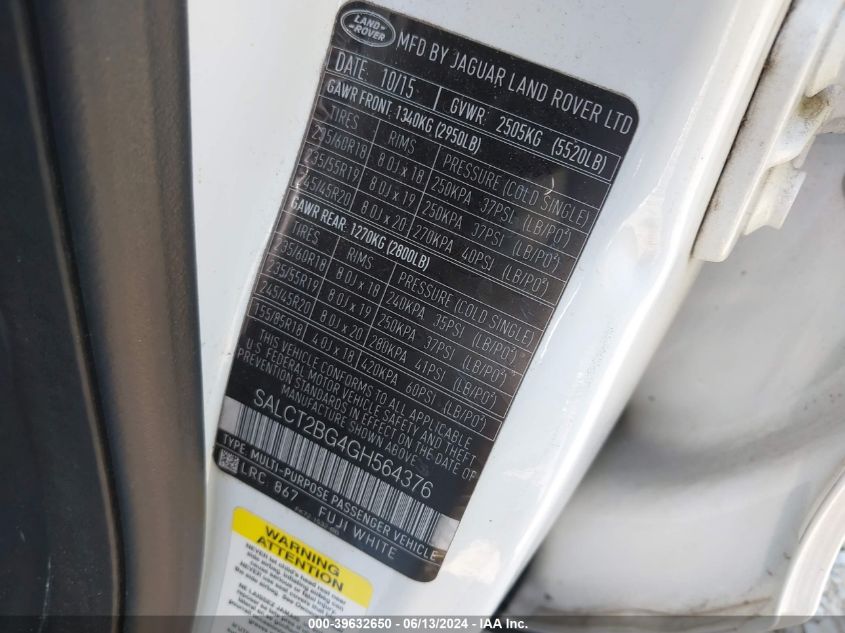 LAND
ROVER
MFD BY JAGUAR LAND ROVER LTD
DATE: 10/15 GVWR: 2505KG (5520LB)
GAWR FRONT: 1340KG (2950LB)
TIRES RIMS PRESSURE (COLD SINGLE)
235/60R18 8.0J x 18 250KPA 37PSI (LB/PO²)
235/55R19 8.0J x 19 250KPA 37PSI (LB/PO²)
245/45R20 8.0J x 20 270KPA 40PSI (LB/PO²)
GAWR REAR: 1270KG (2800LB)
TIRES RIMS PRESSURE (COLD SINGLE)
235/60R18 8.0J x 18 240KPA 35PSI (LB/PO²)
235/55R19 8.0J x 19 250KPA 37PSI (LB/PO²)
245/45R20 8.0J x 20 280KPA 41PSI (LB/PO²)
155/85R18 4.0J x 18 420KPA 60PSI (LB/PO²)
THIS VEHICLE CONFORMS TO ALL APPLICABLE
U.S. FEDERAL MOTOR VEHICLE SAFETY AND THEFT
PREVENTION STANDARDS IN EFFECT ON THE DATE OF
MANUFACTURE SHOWN ABOVE.
SALCT2BG4GH564376
TYPE: MULTI-PURPOSE PASSENGER VEHICLE
LRC: 867 FUJI WHITE
WARNING
ATTENTION
000-39632650 - 06/13/2024 - IAA Inc.